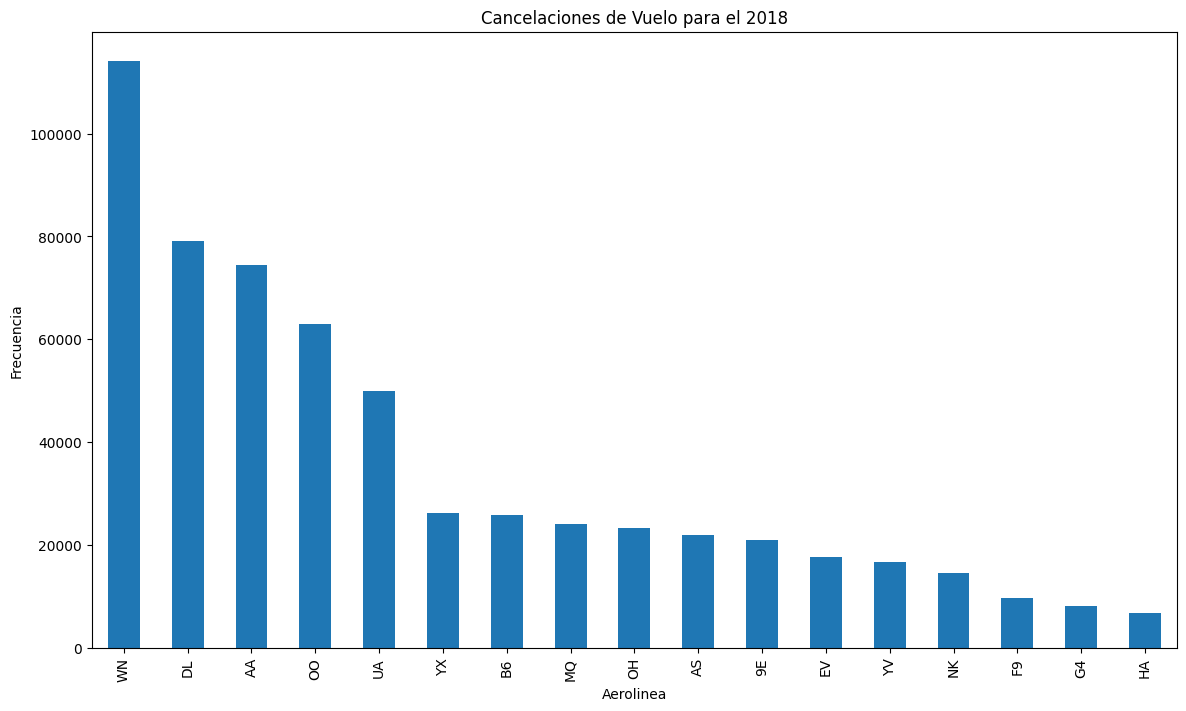 Cancelaciones de Vuelo para el 2018
100000
80000
60000
40000
20000
0
Frecuencia
WN
DL
AA
OO
UA
YX
B6
MQ
OH
AS
9E
EV
YV
NK
F9
G4
HA
Aerolinea